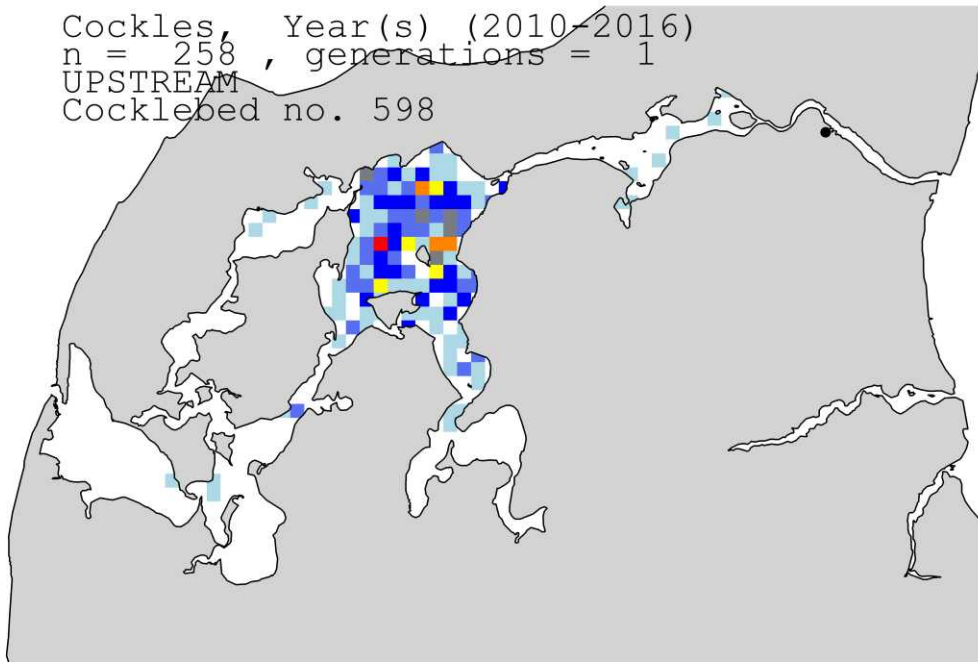 Cockles, Year(s) (2010-2016)
n = 258 , generations = 1
UPSTREAM
Cocklebed no. 598